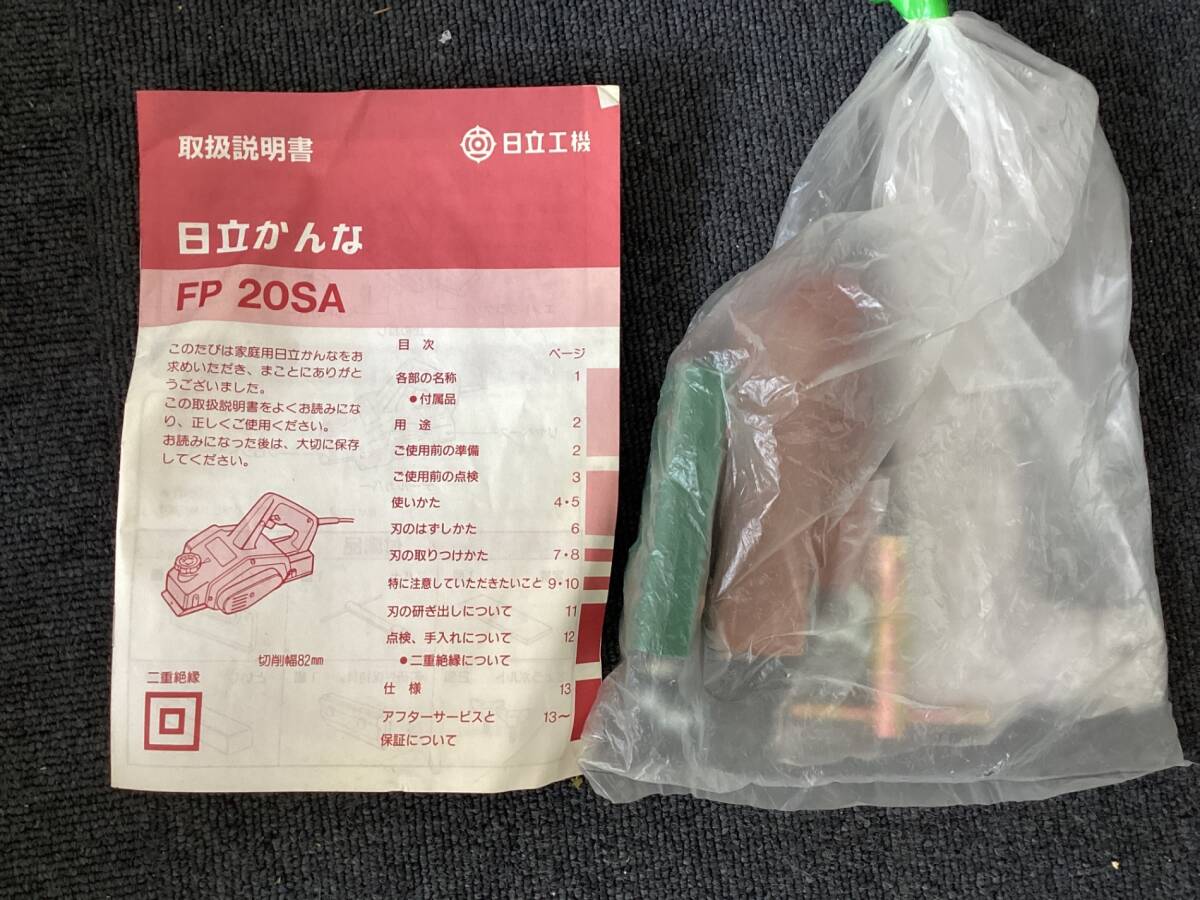 取扱説明書
日立工機
日立かんな
FP 20SA
このたびは家庭用日立かんなをお
求めいただき、まことにありがと
うございました。
この取扱説明書をよくお読みにな
り、正しくご使用ください。
お読みになった後は、大切に保存
してください。
切削幅82mm
二重絶縁
目 次
ページ
各部の名称 1
●付属品
用 途 2
ご使用前の準備 2
ご使用前の点検 3
使いかた 4・5
刃のはずしかた 6
刃の取りつけかた 7・8
特に注意していただきたいこと 9・10
刃の研ぎ出しについて 11
点検、手入れについて 12
●二重絶縁について
仕 様 13
アフターサービスと 13〜
保証について